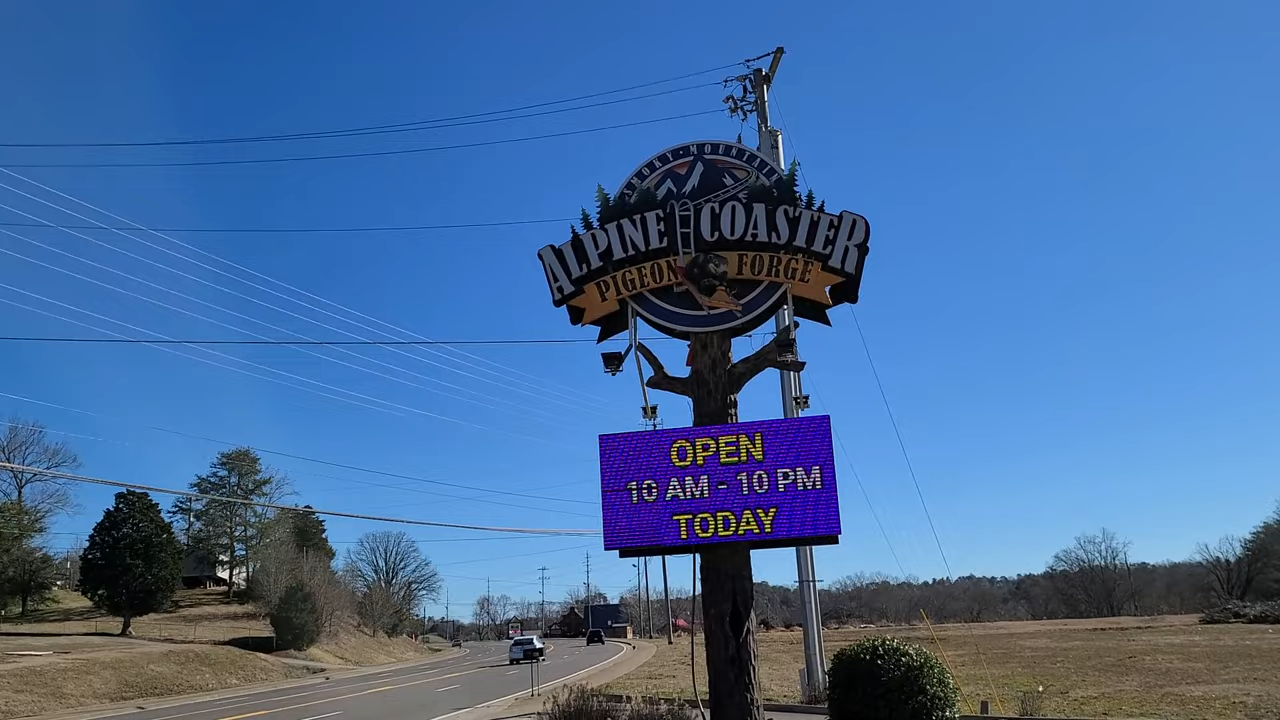 SMOKY • MOUNTAIN
ALPINE COASTER
PIGEON FORGE
OPEN
10 AM - 10 PM
TODAY